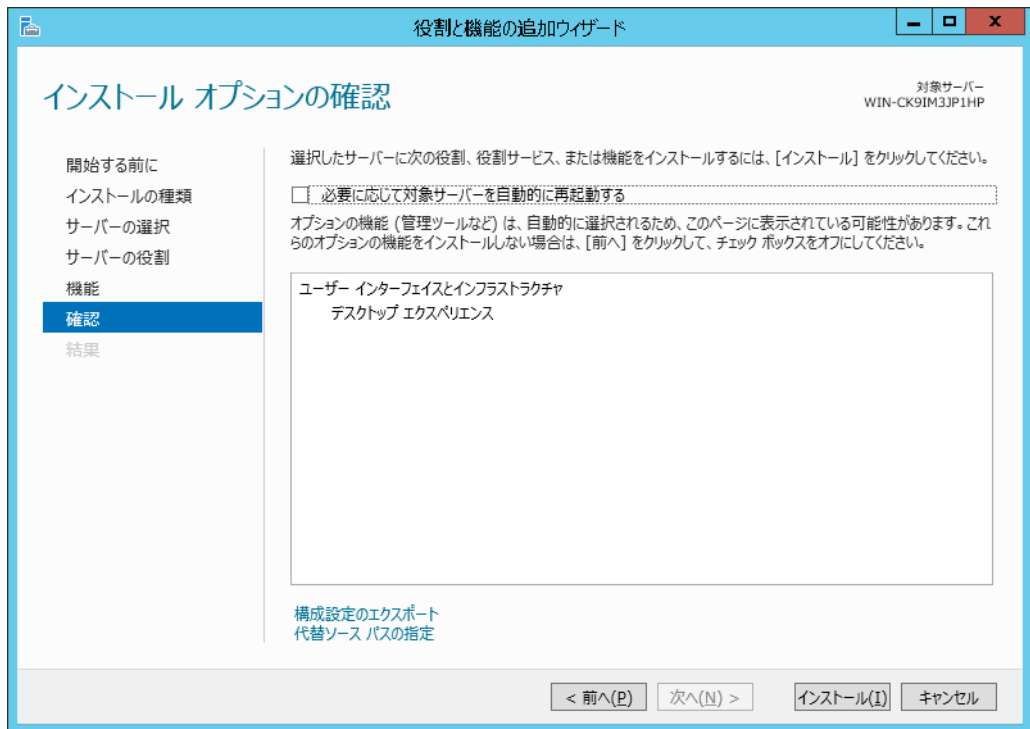 役割と機能の追加ウィザード
インストール オプションの確認
対象サーバー
WIN-CK9IM3JP1HP
開始する前に
インストールの種類
サーバーの選択
サーバーの役割
機能
確認
結果
選択したサーバーに次の役割、役割サービス、または機能をインストールするには、[インストール] をクリックしてください。
必要に応じて対象サーバーを自動的に再起動する
オプションの機能 (管理ツールなど) は、自動的に選択されるため、このページに表示されている可能性があります。これ
らのオプションの機能をインストールしない場合は、[前へ] をクリックして、チェック ボックスをオフにしてください。
ユーザー インターフェイスとインフラストラクチャ
デスクトップ エクスペリエンス
構成設定のエクスポート
代替ソース パスの指定
< 前へ(P)
次へ(N) >
インストール(I)
キャンセル